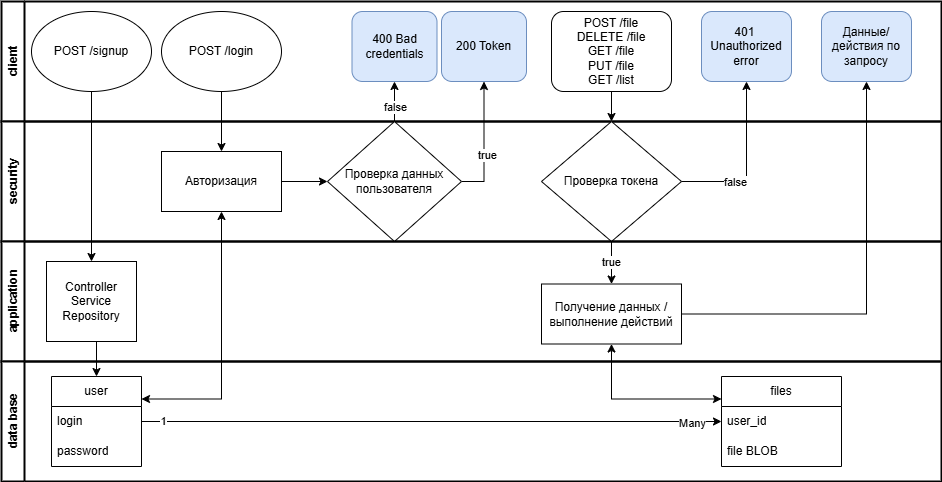 client
POST /signup
POST /login
400 Bad
credentials
200 Token
POST /file
DELETE /file
GET /file
PUT /file
GET /list
401
Unauthorized
error
Данные/
действия по
запросу
false
true
security
Авторизация
Проверка данных
пользователя
Проверка токена
false
true
application
Controller
Service
Repository
Получение данных /
выполнение действий
data base
user
login
password
1
Many
files
user_id
file BLOB